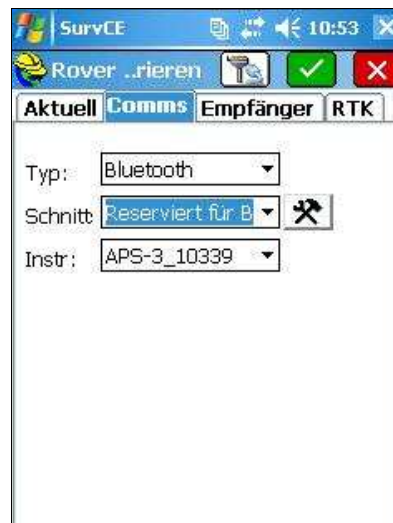 SurvCE 10:53
Rover ..rieren
Aktuell Comms Empfänger RTK
Typ: Bluetooth
Schnitt: Reserviert für B
Instr: APS-3_10339